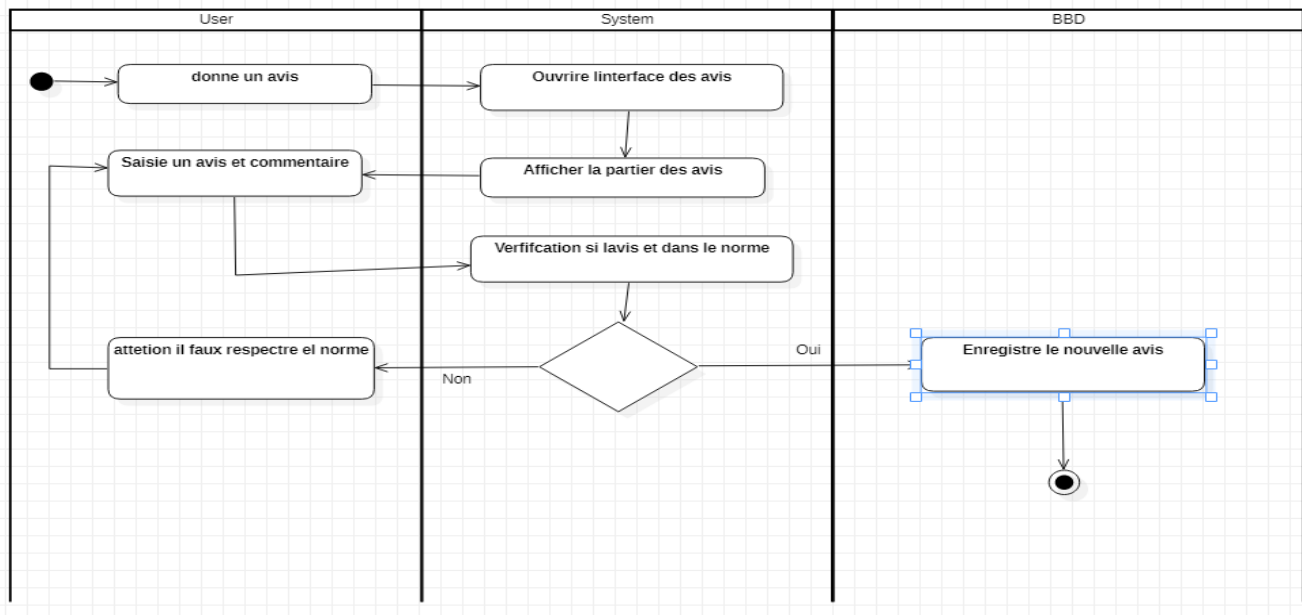 User
System
BBD
donne un avis
Ouvrire linterface des avis
Saisie un avis et commentaire
Afficher la partier des avis
Verfifcation si lavis et dans le norme
attetion il faux respectre el norme
Non
Oui
Enregistre le nouvelle avis